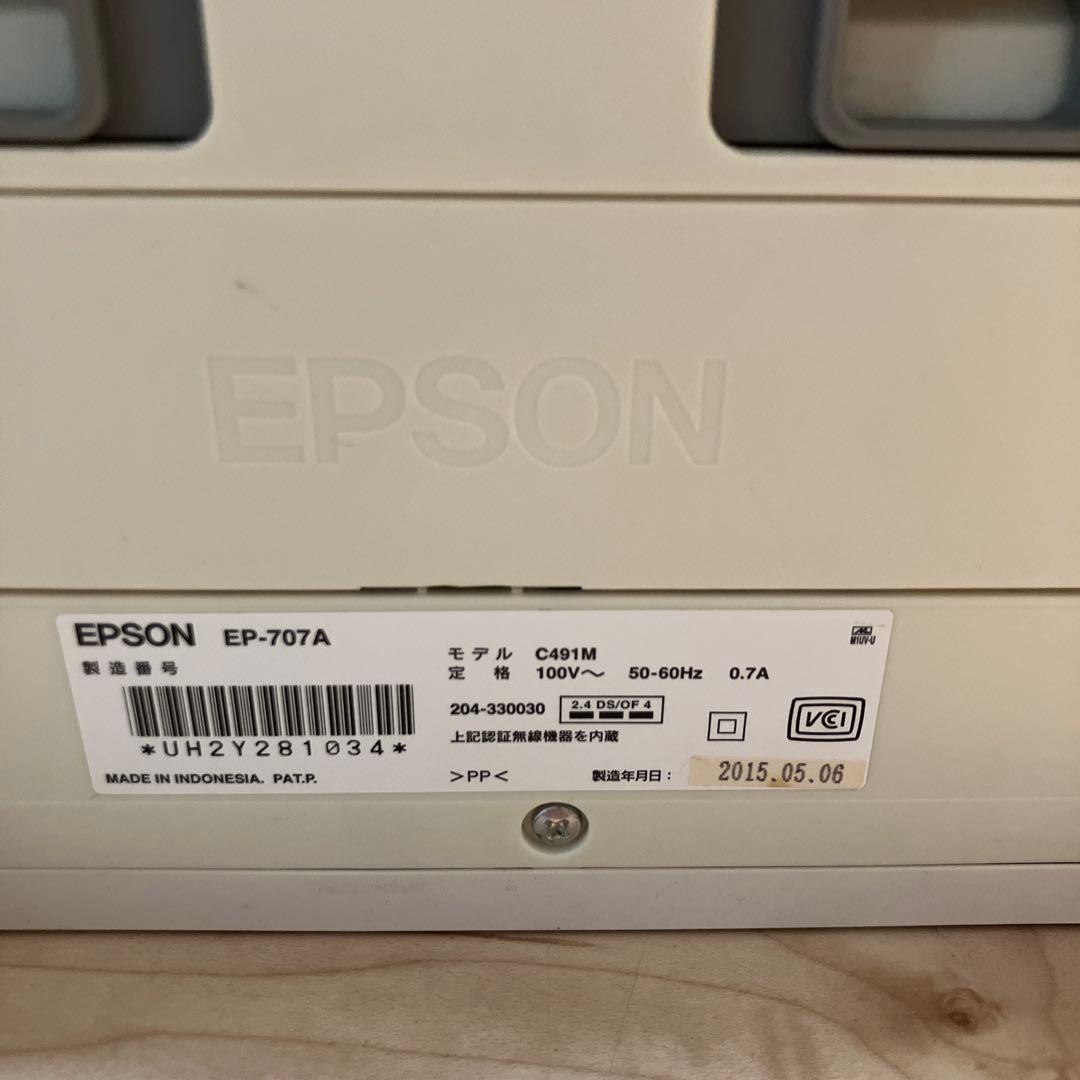 EPSON
EPSON EP-707A
製造番号
*UH2Y281034*
MADE IN INDONESIA. PAT.P.
モデル C491M
定格 100V～ 50-60Hz 0.7A
204-330030 2.4 DS/OF 4
上記認証無線機器を内蔵
>PP<
製造年月日： 2015.05.06
M1UV-U
VCI